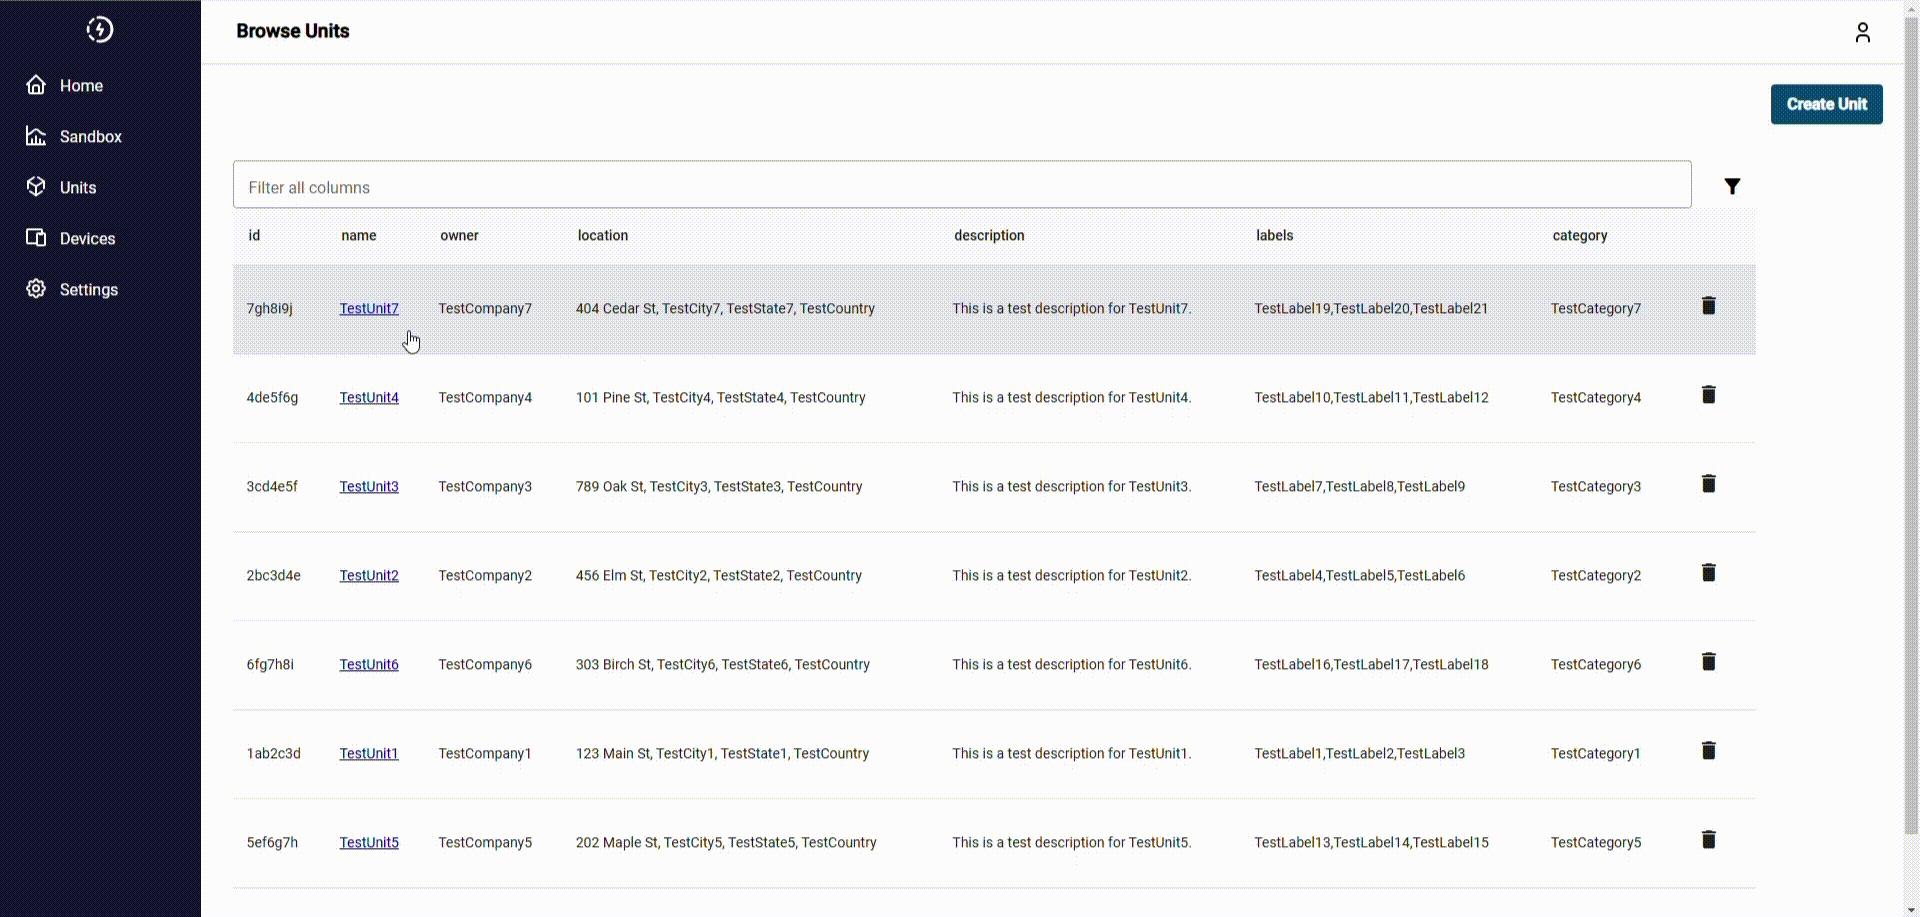 Browse Units
Home
Sandbox
Units
Devices
Settings
Create Unit
Filter all columns
id name owner location description labels category
7gh8i9j TestUnit7 TestCompany7 404 Cedar St, TestCity7, TestState7, TestCountry This is a test description for TestUnit7. TestLabel19,TestLabel20,TestLabel21 TestCategory7
4de5f6g TestUnit4 TestCompany4 101 Pine St, TestCity4, TestState4, TestCountry This is a test description for TestUnit4. TestLabel10,TestLabel11,TestLabel12 TestCategory4
3cd4e5f TestUnit3 TestCompany3 789 Oak St, TestCity3, TestState3, TestCountry This is a test description for TestUnit3. TestLabel7,TestLabel8,TestLabel9 TestCategory3
2bc3d4e TestUnit2 TestCompany2 456 Elm St, TestCity2, TestState2, TestCountry This is a test description for TestUnit2. TestLabel4,TestLabel5,TestLabel6 TestCategory2
6fg7h8i TestUnit6 TestCompany6 303 Birch St, TestCity6, TestState6, TestCountry This is a test description for TestUnit6. TestLabel16,TestLabel17,TestLabel18 TestCategory6
1ab2c3d TestUnit1 TestCompany1 123 Main St, TestCity1, TestState1, TestCountry This is a test description for TestUnit1. TestLabel1,TestLabel2,TestLabel3 TestCategory1
5ef6g7h TestUnit5 TestCompany5 202 Maple St, TestCity5, TestState5, TestCountry This is a test description for TestUnit5. TestLabel13,TestLabel14,TestLabel15 TestCategory5